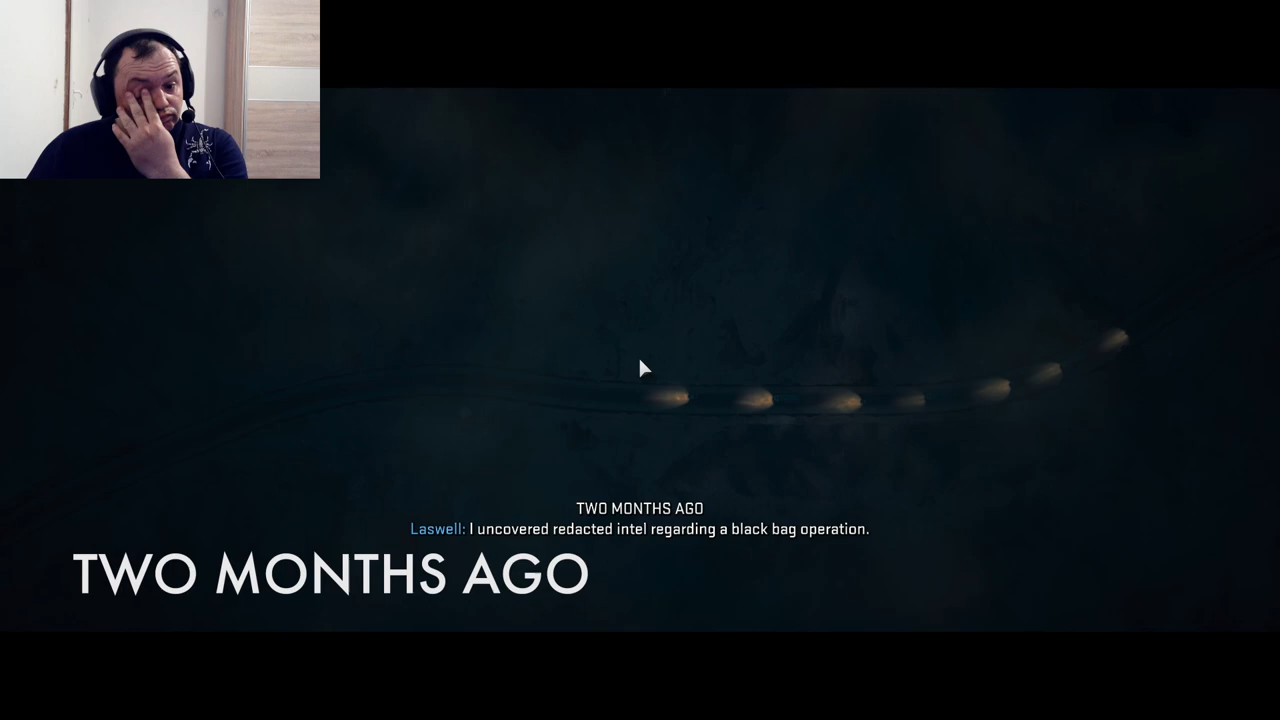 TWO MONTHS AGO
Laswell: I uncovered redacted intel regarding a black bag operation.
TWO MONTHS AGO